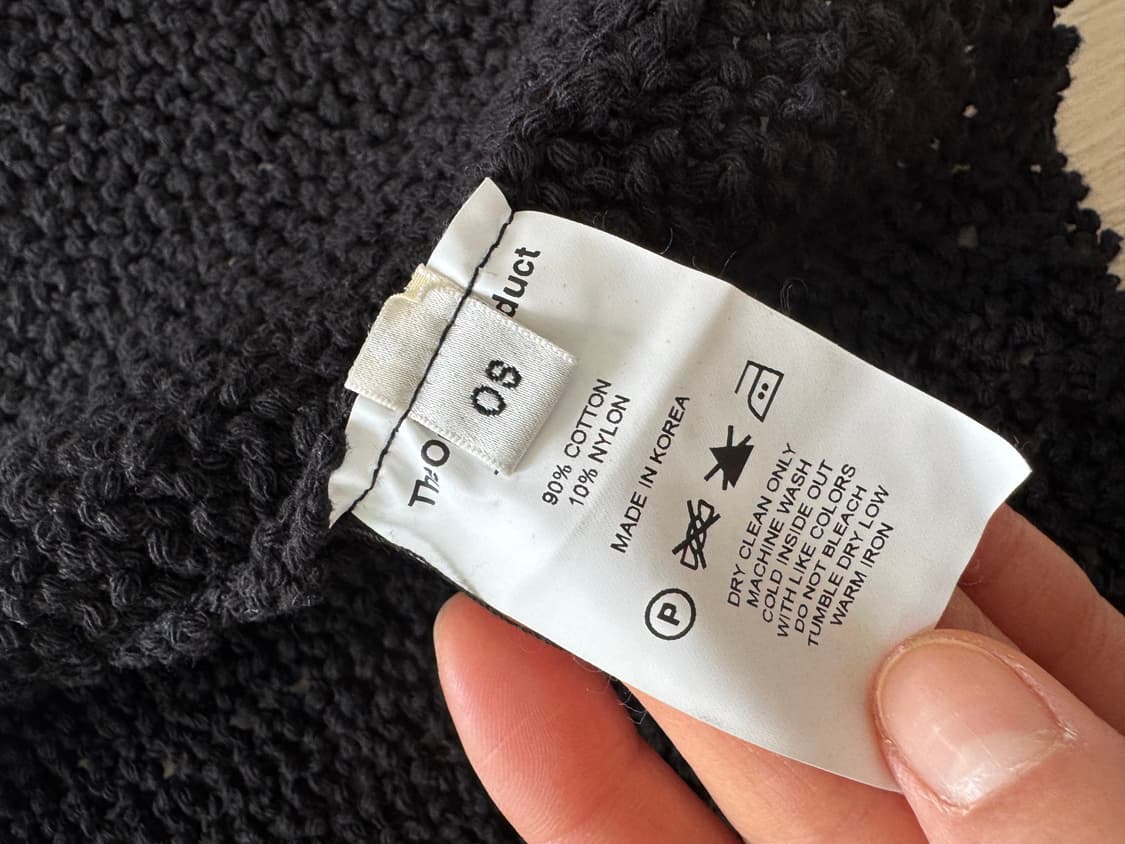 OS
90% COTTON
10% NYLON
MADE IN KOREA
P
DRY CLEAN ONLY
MACHINE WASH
COLD INSIDE OUT
WITH LIKE COLORS
DO NOT BLEACH
TUMBLE DRY LOW
WARM IRON